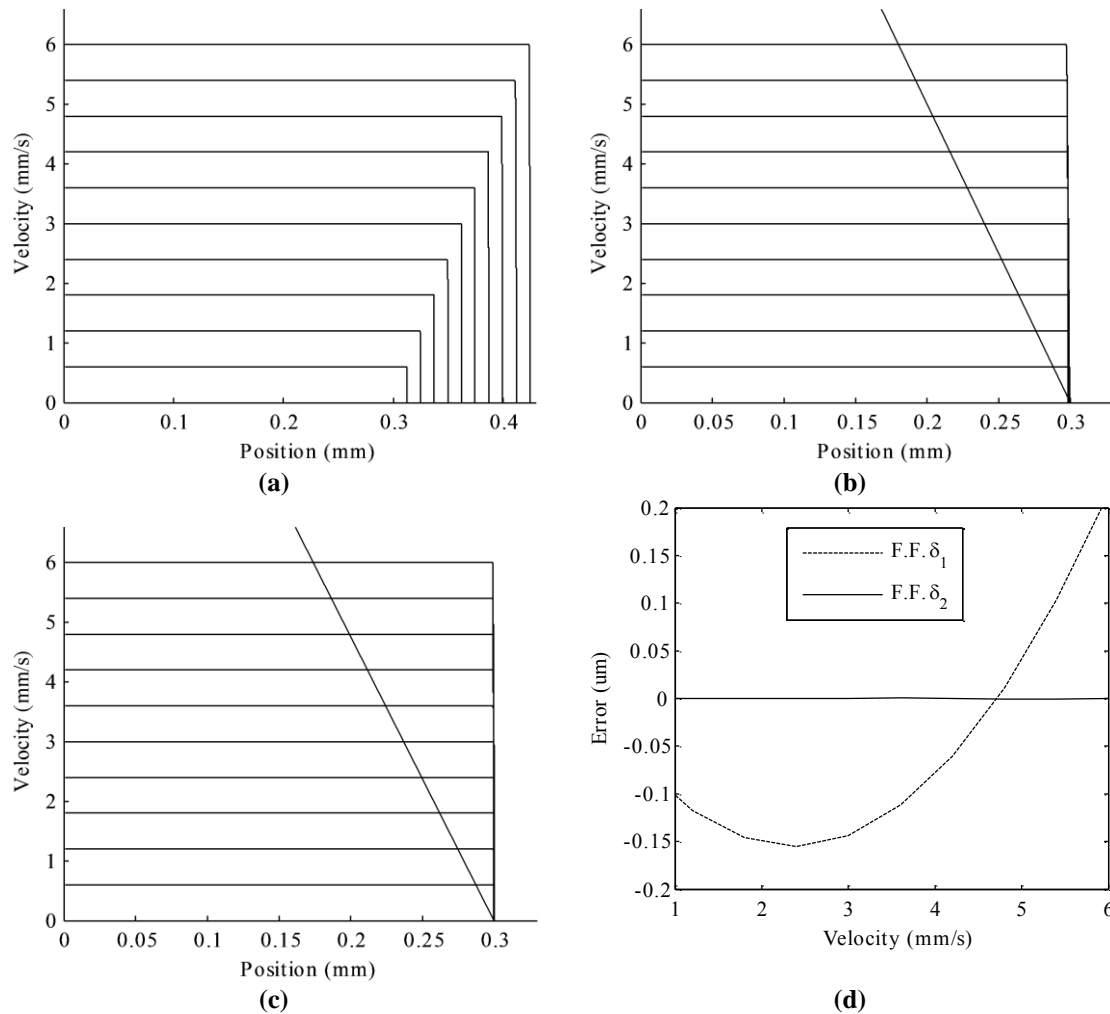 6
5
4
3
2
1
0
Velocity (mm/s)
0 0.1 0.2 0.3 0.4
Position (mm)
(a)
6
5
4
3
2
1
0
Velocity (mm/s)
0 0.05 0.1 0.15 0.2 0.25 0.3
Position (mm)
(b)
6
5
4
3
2
1
0
Velocity (mm/s)
0 0.05 0.1 0.15 0.2 0.25 0.3
Position (mm)
(c)
0.2
0.15
0.1
0.05
0
-0.05
-0.1
-0.15
-0.2
Error (um)
F.F. δ₁
F.F. δ₂
1 2 3 4 5 6
Velocity (mm/s)
(d)